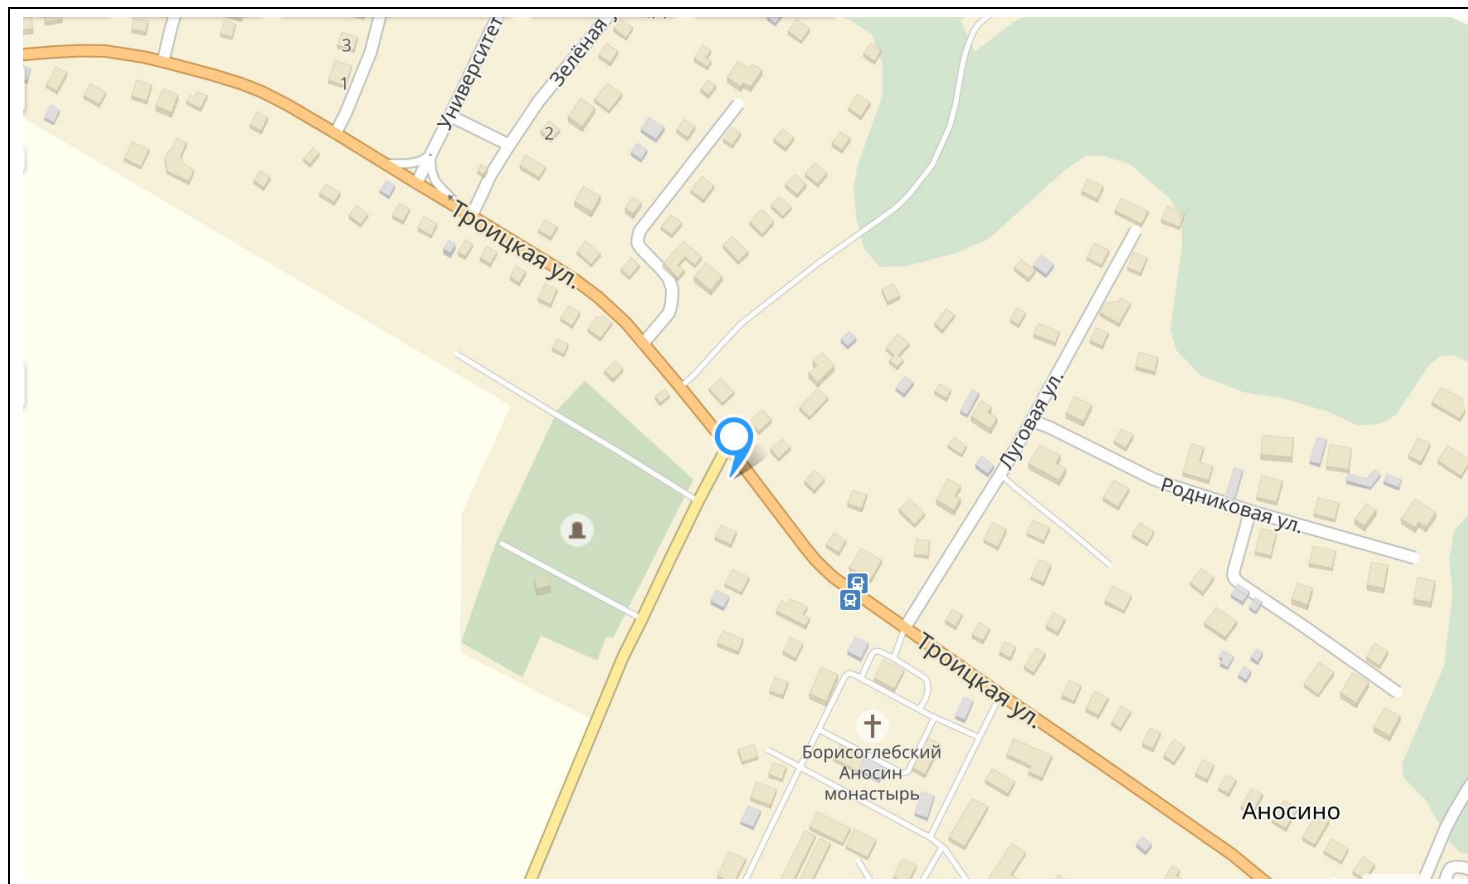 3
1
Университет
Зелёная у
2
Троицкая ул.
Луговая ул.
Родниковая ул.
Троицкая ул.
Борисоглебский
Аносин
монастырь
Аносино